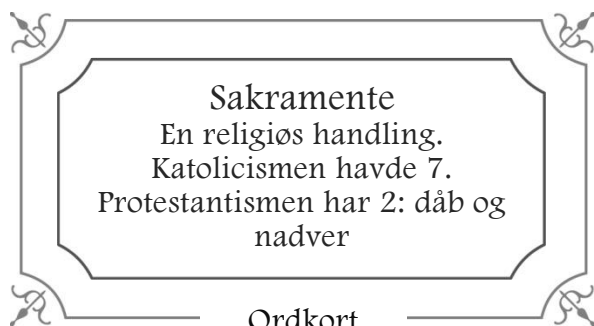 Sakramente
En religiøs handling.
Katolicismen havde 7.
Protestantismen har 2: dåb og
nadver
Ordkort